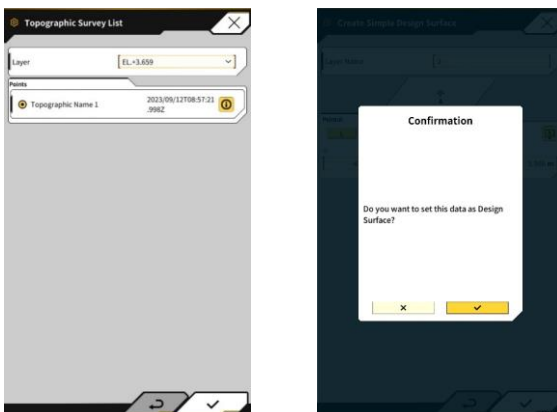 Topographic Survey List
Layer
EL.+3.659
Points
Topographic Name 1
2023/09/12T08:57:21
.998Z
Create Simple Design Surface
Layer Name
Confirmation
Do you want to set this data as Design
Surface?